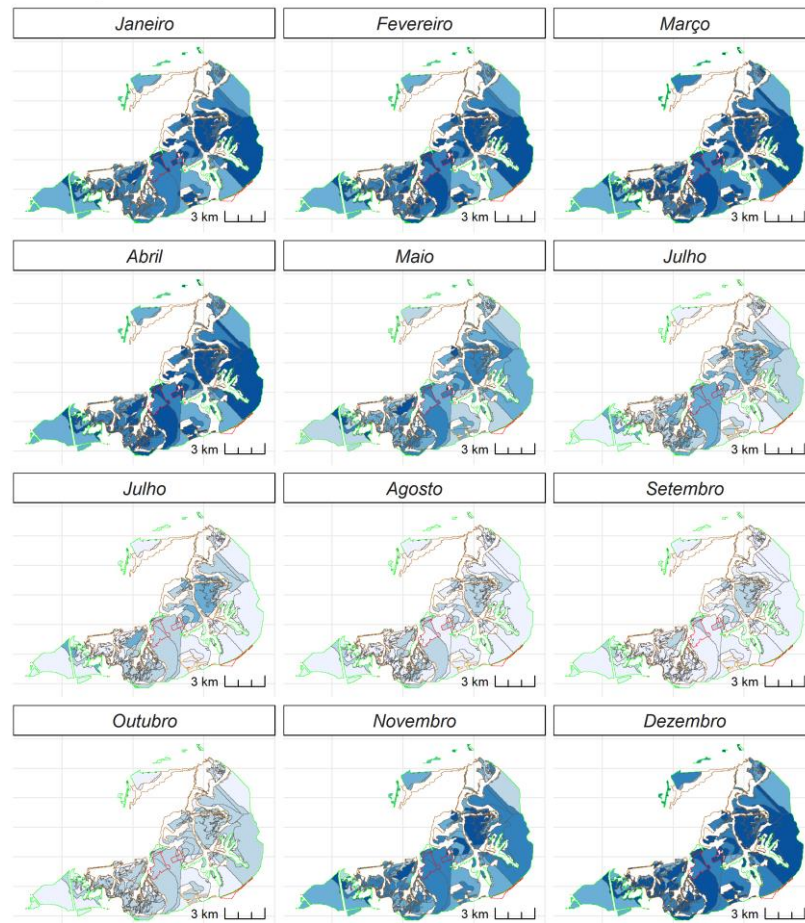 Janeiro
Fevereiro
Março
3 km
3 km
3 km
Abril
Maio
Julho
3 km
3 km
3 km
Julho
Agosto
Setembro
3 km
3 km
3 km
Outubro
Novembro
Dezembro
3 km
3 km
3 km